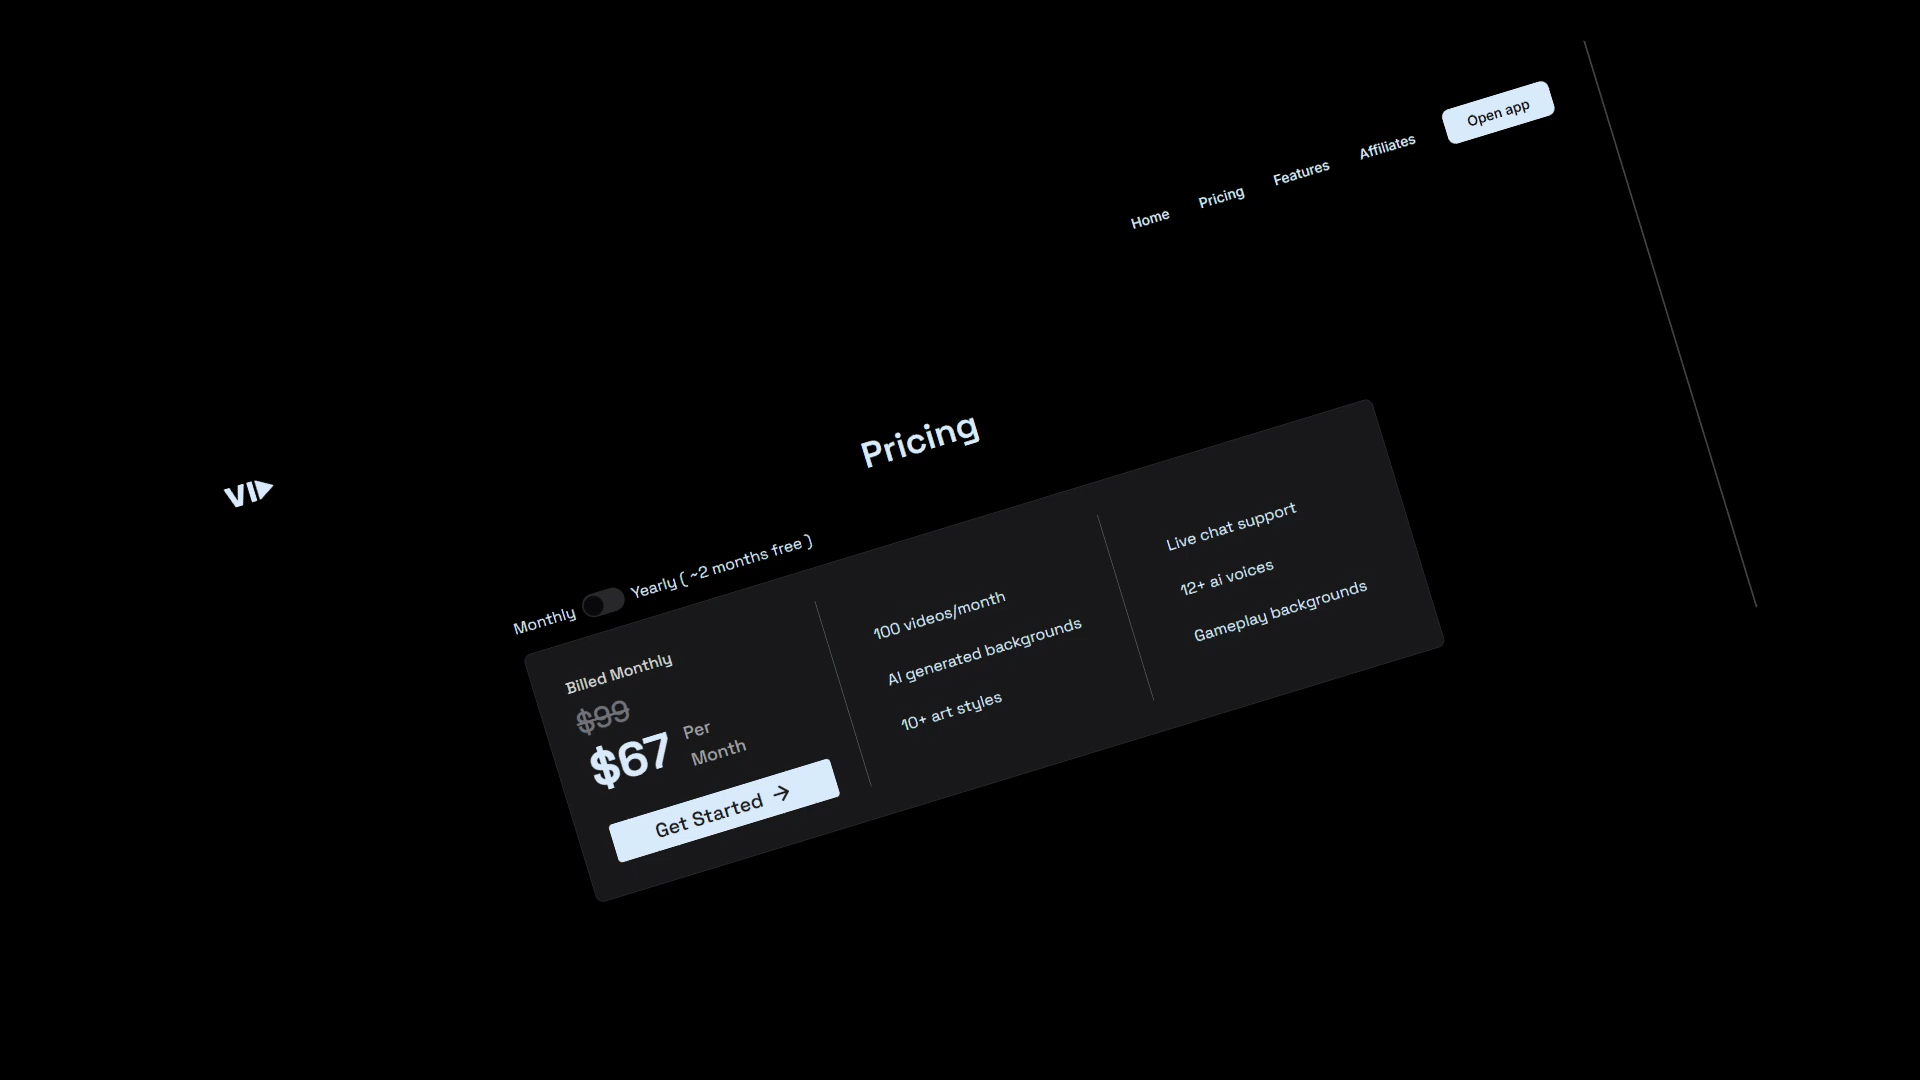 VID
Home
Pricing
Features
Affiliates
Open app
Pricing
Monthly
Yearly ( ~2 months free )
Billed Monthly
$99
$67
Per
Month
Get Started
100 videos/month
AI generated backgrounds
10+ art styles
Live chat support
12+ ai voices
Gameplay backgrounds